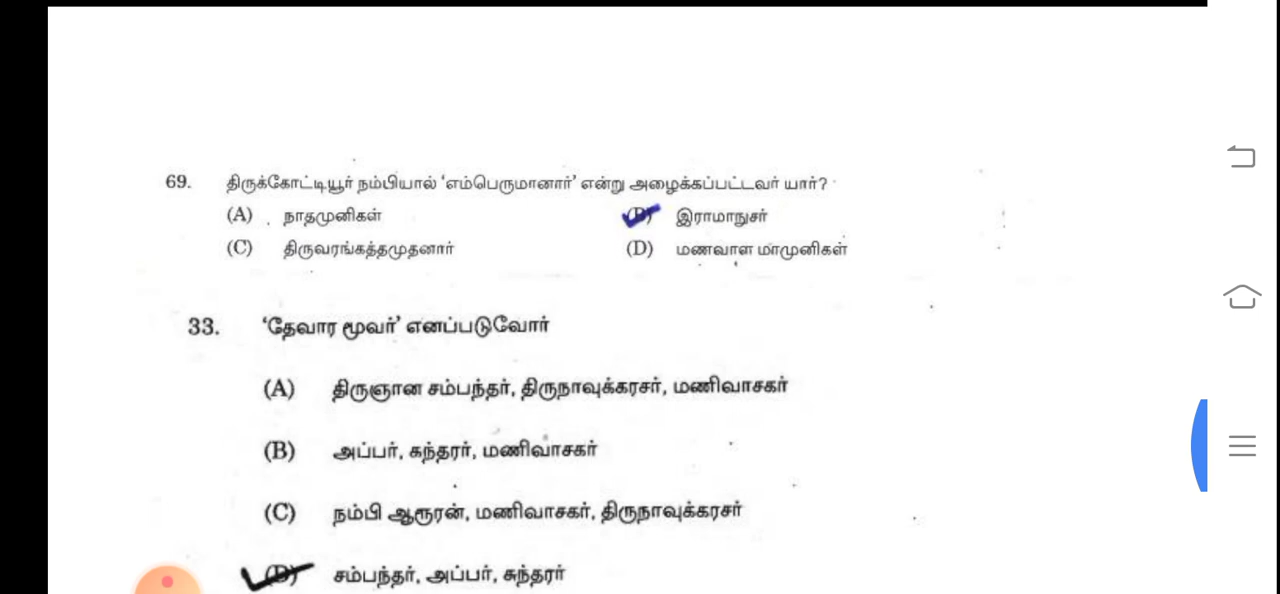 69. திருக்கோட்டியூர் நம்பியால் ‘எம்பெருமானார்’ என்று அழைக்கப்பட்டவர் யார்?
(A) நாதமுனிகள் (B) இராமாநுசர்
(C) திருவரங்கத்தமுதனார் (D) மணவாள மாமுனிகள்
33. ‘தேவார மூவர்’ எனப்படுவோர்
(A) திருஞான சம்பந்தர், திருநாவுக்கரசர், மணிவாசகர்
(B) அப்பர், சுந்தரர், மணிவாசகர்
(C) நம்பி ஆரூரன், மணிவாசகர், திருநாவுக்கரசர்
(D) சம்பந்தர், அப்பர், சுந்தரர்